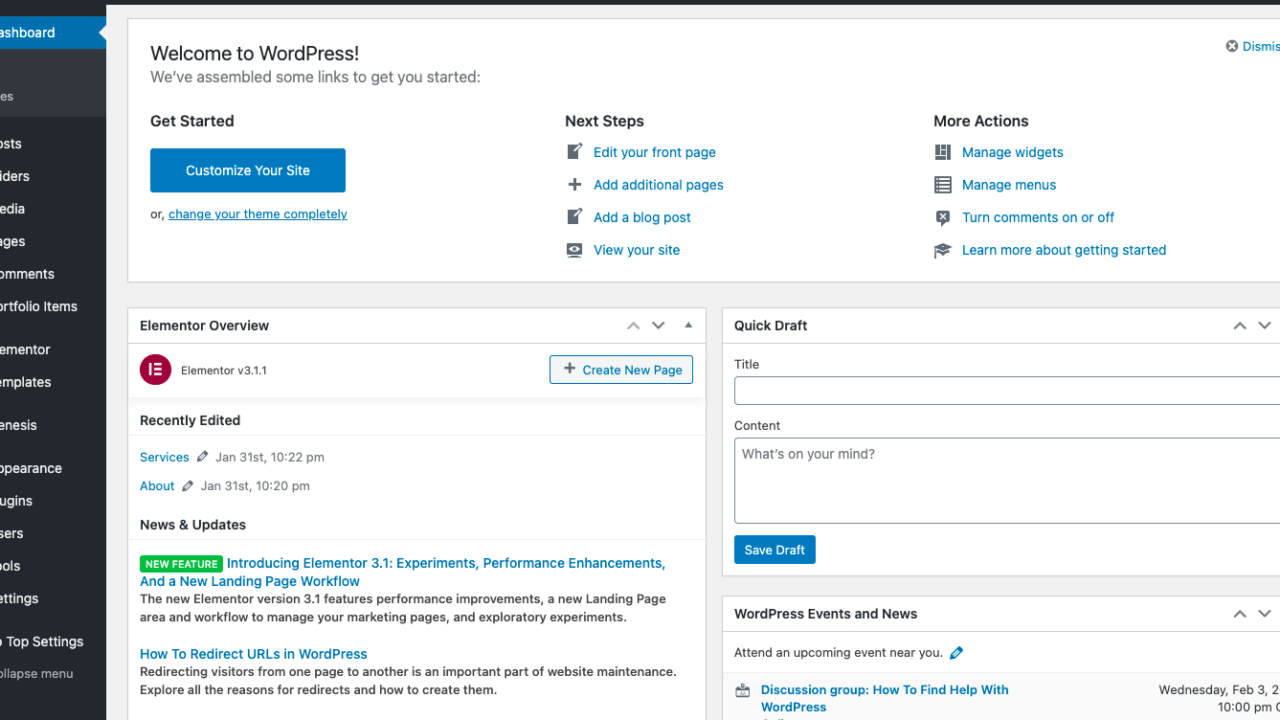 ashboard
es
osts
iders
edia
ages
omments
ortfolio Items
ementor
emplates
enesis
ppearance
ugins
sers
ools
ettings
o Top Settings
ollapse menu
Welcome to WordPress!
We've assembled some links to get you started:
Dismis
Get Started
Customize Your Site
or, change your theme completely
Next Steps
Edit your front page
Add additional pages
Add a blog post
View your site
More Actions
Manage widgets
Manage menus
Turn comments on or off
Learn more about getting started
Elementor Overview
Elementor v3.1.1
+ Create New Page
Recently Edited
Services Jan 31st, 10:22 pm
About Jan 31st, 10:20 pm
News & Updates
NEW FEATURE Introducing Elementor 3.1: Experiments, Performance Enhancements,
And a New Landing Page Workflow
The new Elementor version 3.1 features performance improvements, a new Landing Page
area and workflow to manage your marketing pages, and exploratory experiments.
How To Redirect URLs in WordPress
Redirecting visitors from one page to another is an important part of website maintenance.
Explore all the reasons for redirects and how to create them.
Quick Draft
Title
Content
What's on your mind?
Save Draft
WordPress Events and News
Attend an upcoming event near you.
Discussion group: How To Find Help With
WordPress
Wednesday, Feb 3, 2
10:00 pm